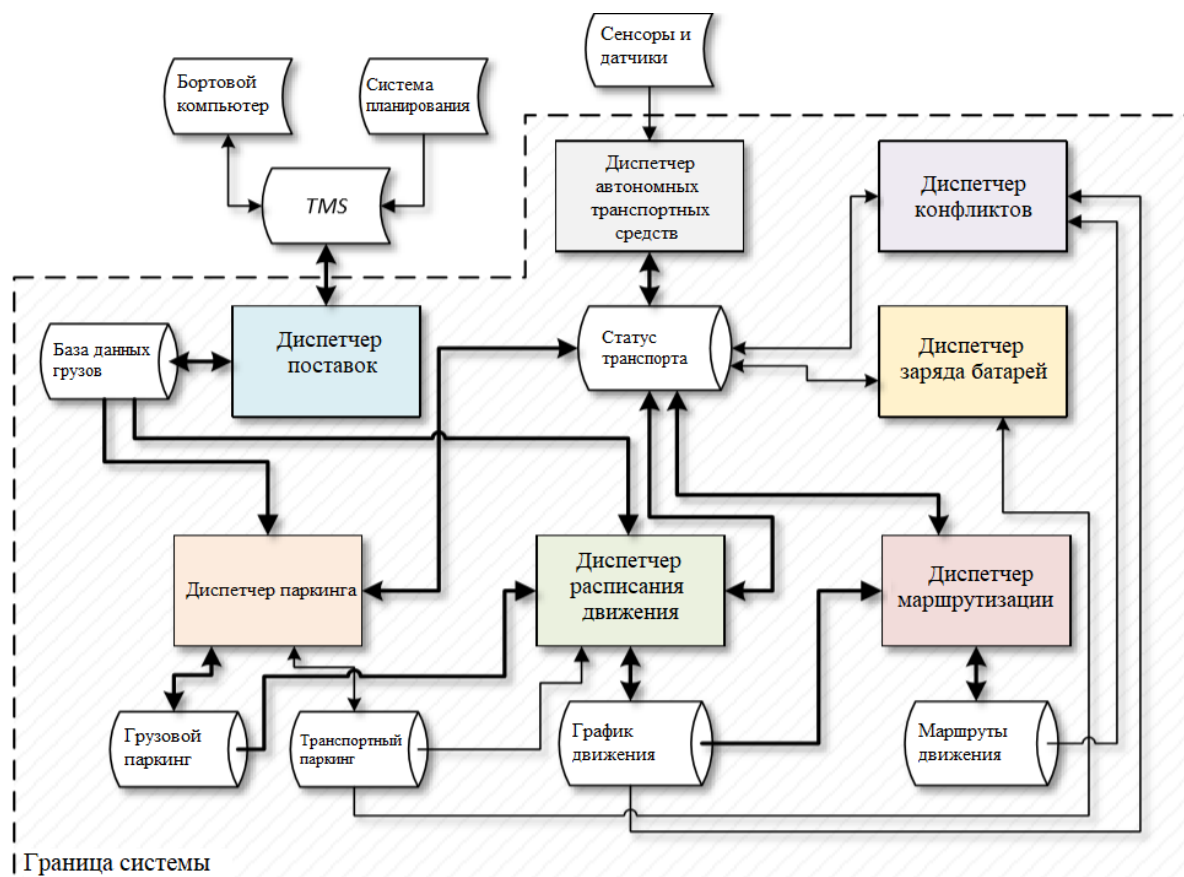 Сенсоры и
датчики
Бортовой
компьютер
Система
планирования
TMS
Диспетчер
автономных
транспортных
средств
Диспетчер
конфликтов
База данных
грузов
Диспетчер
поставок
Статус
транспорта
Диспетчер
заряда батарей
Диспетчер паркинга
Диспетчер
расписания
движения
Диспетчер
маршрутизации
Грузовой
паркинг
Транспортный
паркинг
График
движения
Маршруты
движения
Граница системы